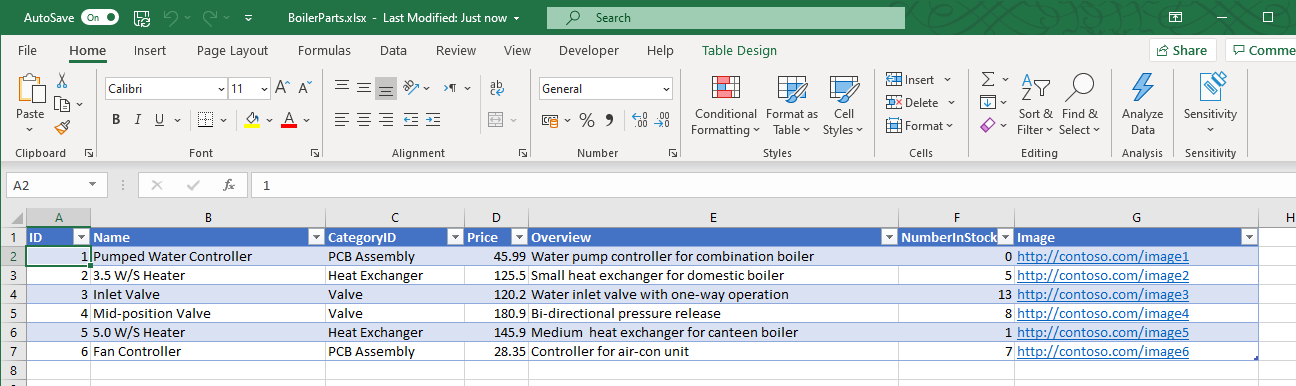 AutoSave On BoilerParts.xlsx - Last Modified: Just now Search
File Home Insert Page Layout Formulas Data Review View Developer Help Table Design Share Comme
Calibri 11 A A ab General Insert Σ A
Paste B I U A A c % 9 .00 Conditional Format as Cell Delete Z Sort & Find & Analyze Sensitivity
Formatting Table Styles Format Filter Select Data
Clipboard Font Alignment Number Styles Cells Editing Analysis Sensitivity
A2 fx 1
A B C D E F G H
1 ID Name CategoryID Price Overview NumberInStock Image
2 1 Pumped Water Controller PCB Assembly 45.99 Water pump controller for combination boiler 0 http://contoso.com/image1
3 2 3.5 W/S Heater Heat Exchanger 125.5 Small heat exchanger for domestic boiler 5 http://contoso.com/image2
4 3 Inlet Valve Valve 120.2 Water inlet valve with one-way operation 13 http://contoso.com/image3
5 4 Mid-position Valve Valve 180.9 Bi-directional pressure release 8 http://contoso.com/image4
6 5 5.0 W/S Heater Heat Exchanger 145.9 Medium  heat exchanger for canteen boiler 1 http://contoso.com/image5
7 6 Fan Controller PCB Assembly 28.35 Controller for air-con unit 7 http://contoso.com/image6
8